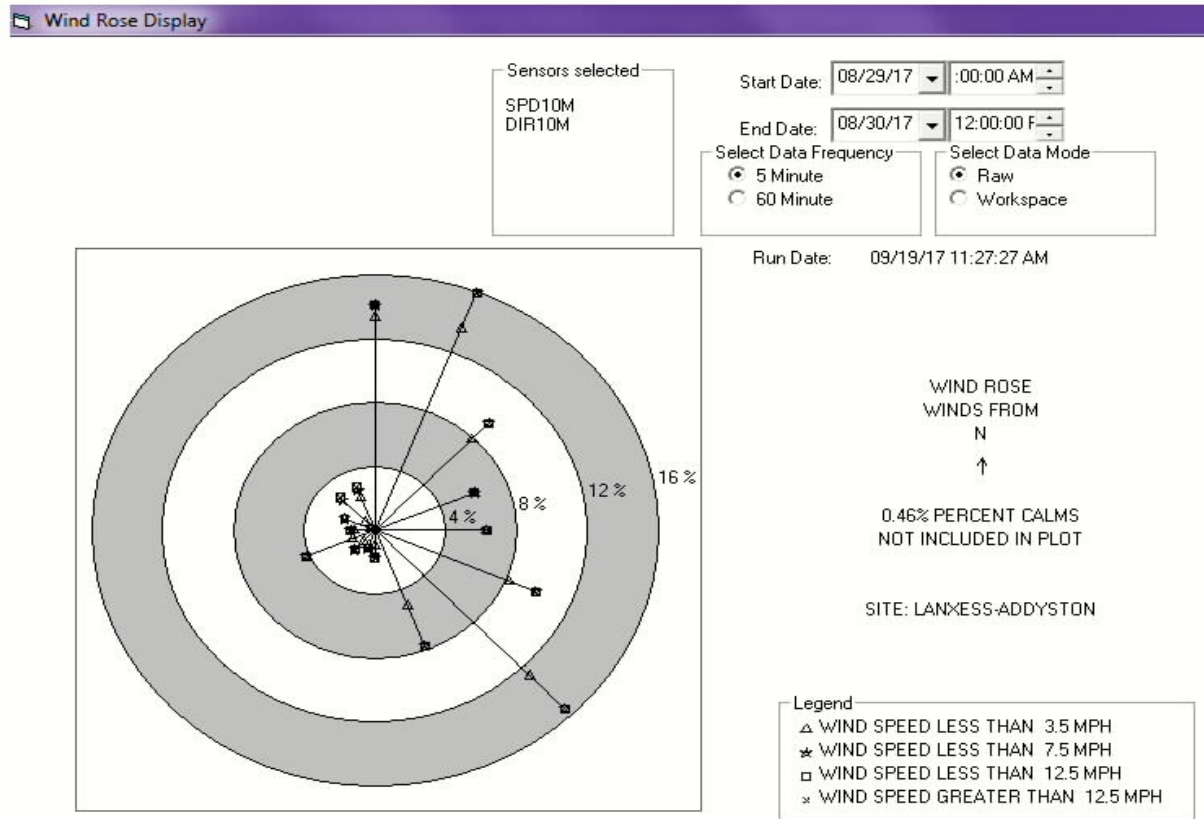 Wind Rose Display
Sensors selected
SPD10M
DIR10M
Start Date: 08/29/17 :00:00 AM
End Date: 08/30/17 12:00:00 F
Select Data Frequency
5 Minute
60 Minute
Select Data Mode
Raw
Workspace
Run Date: 09/19/17 11:27:27 AM
4 %
8 %
12 %
16 %
WIND ROSE
WINDS FROM
N
0.46% PERCENT CALMS
NOT INCLUDED IN PLOT
SITE: LANXESS-ADDYSTON
Legend
WIND SPEED LESS THAN 3.5 MPH
WIND SPEED LESS THAN 7.5 MPH
WIND SPEED LESS THAN 12.5 MPH
WIND SPEED GREATER THAN 12.5 MPH